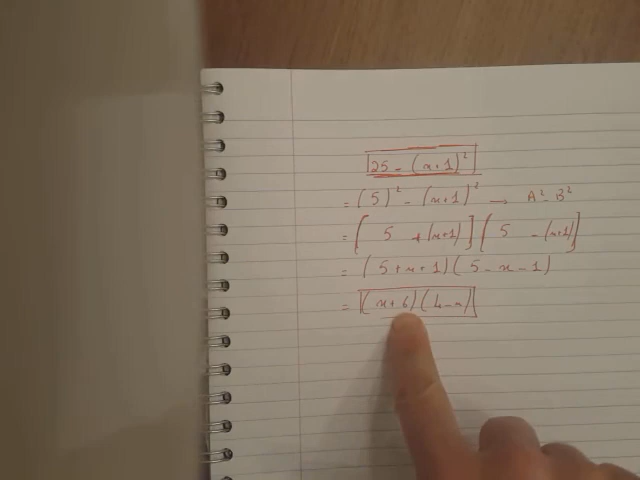 25 - (x+1)²
= (5)² - (x+1)² → A² - B²
= [ 5 + (x+1) ] [ 5 - (x+1) ]
= (5 + x + 1) (5 - x - 1)
= (x + 6) (4 - x)